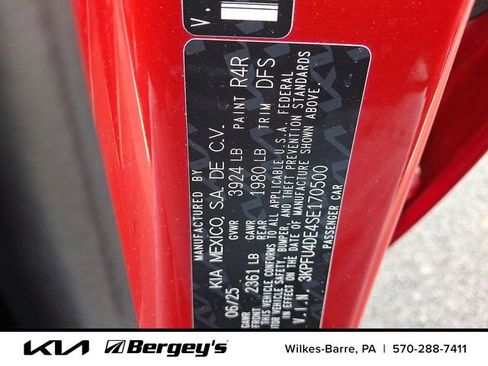 MANUFACTURED BY
KIA MEXICO, S.A. DE C.V.
06/25 GVWR 3924 LB PAINT R4R
GAWR FRONT 2361 LB GAWR REAR 1980 LB TRIM DFS
THIS VEHICLE CONFORMS TO ALL APPLICABLE U.S.A. FEDERAL
MOTOR VEHICLE SAFETY, BUMPER, AND THEFT PREVENTION STANDARDS
IN EFFECT ON THE DATE OF MANUFACTURE SHOWN ABOVE.
V.I.N. 3KPFU4DE4SE170500
PASSENGER CAR
V.
KIA Bergey's Wilkes-Barre, PA | 570-288-7411